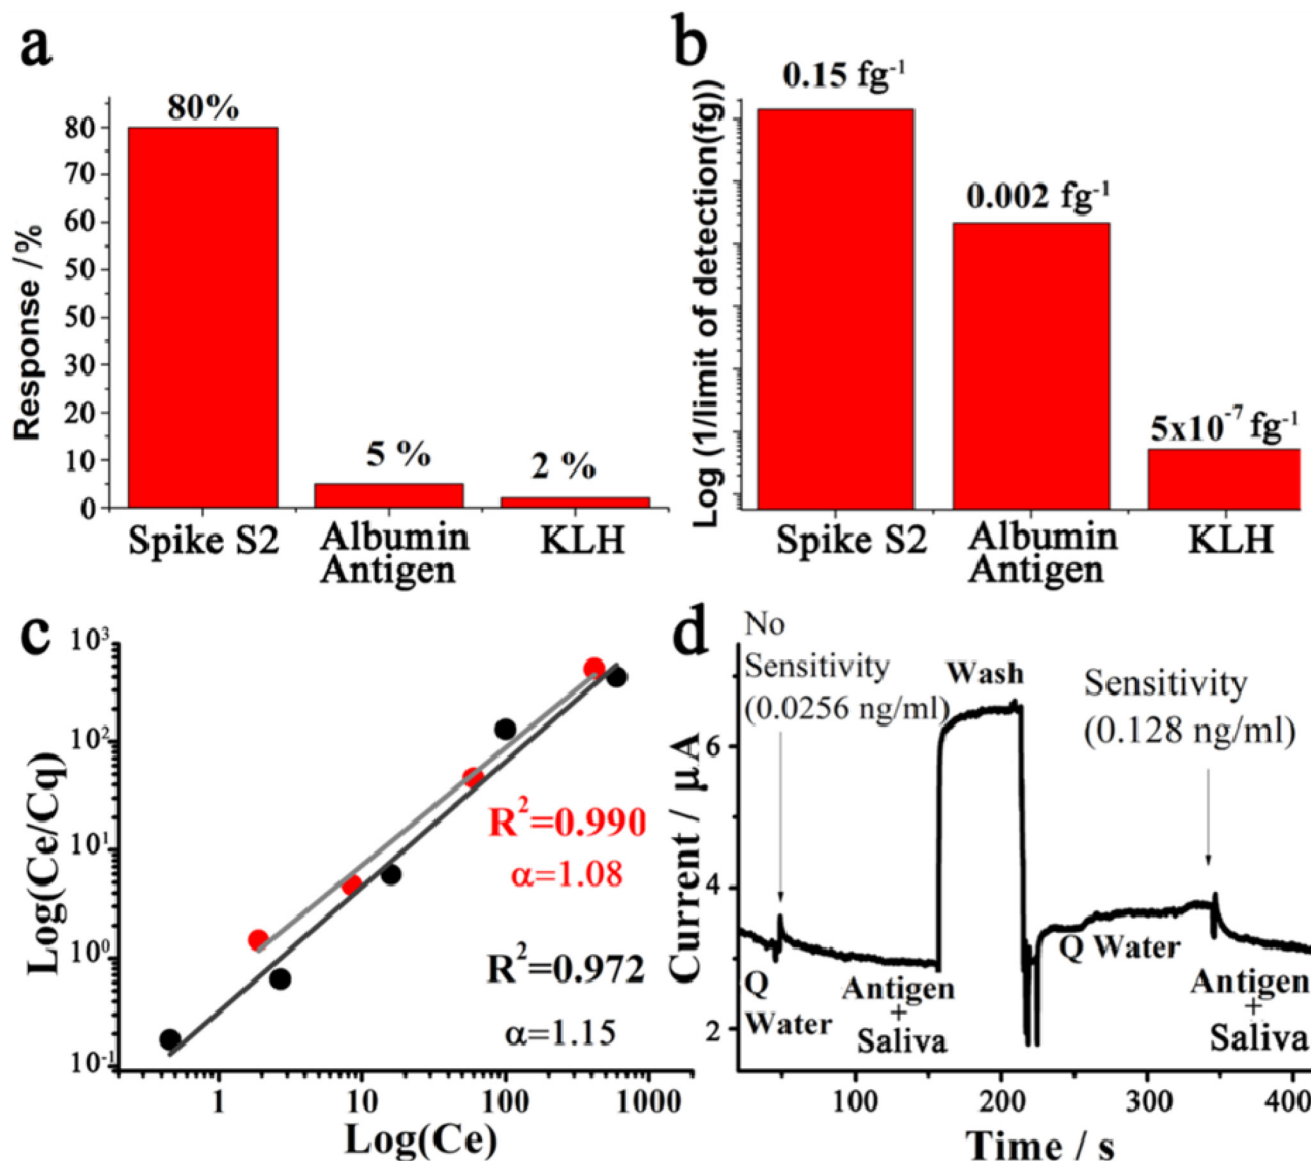 a
Response /%
80
70
60
50
50
30
20
10
0
80%
5 %
2 %
Spike S2
Albumin
Antigen
KLH
b
Log (1/limit of detection(fg))
0.15 fg⁻¹
0.002 fg⁻¹
5x10⁻⁷ fg⁻¹
Spike S2
Albumin
Antigen
KLH
c
Log(Ce/Cq)
10³
10²
10¹
10⁰
10⁻¹
R²=0.990
α=1.08
R²=0.972
α=1.15
1 10 100 1000
Log(Ce)
d
Current / μA
6
4
2
No
Sensitivity
(0.0256 ng/ml)
Wash
Sensitivity
(0.128 ng/ml)
Q
Water
Antigen
+
Saliva
Q Water
Antigen
+
Saliva
100 200 300 400
Time / s